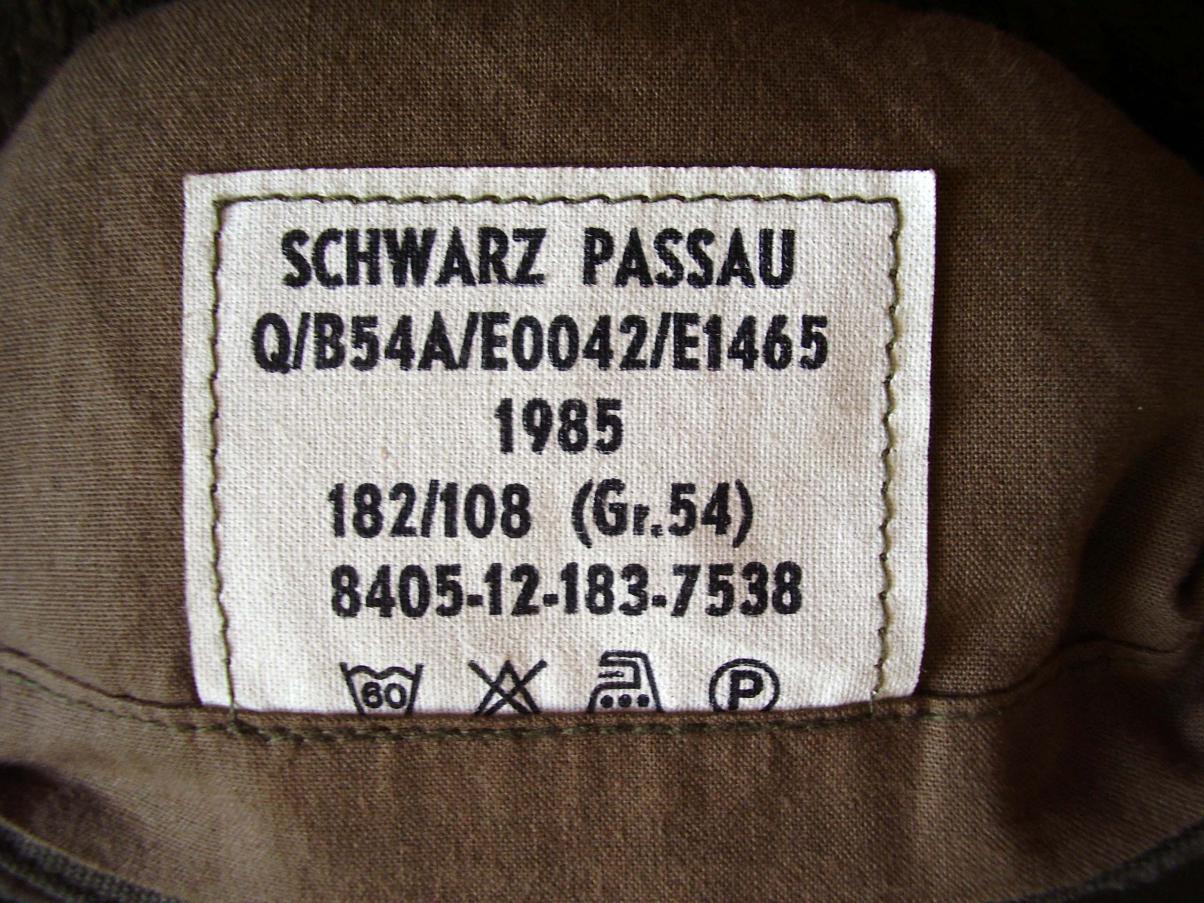 SCHWARZ PASSAU
Q/B54A/E0042/E1465
1985
182/108 (Gr.54)
8405-12-183-7538
60 P